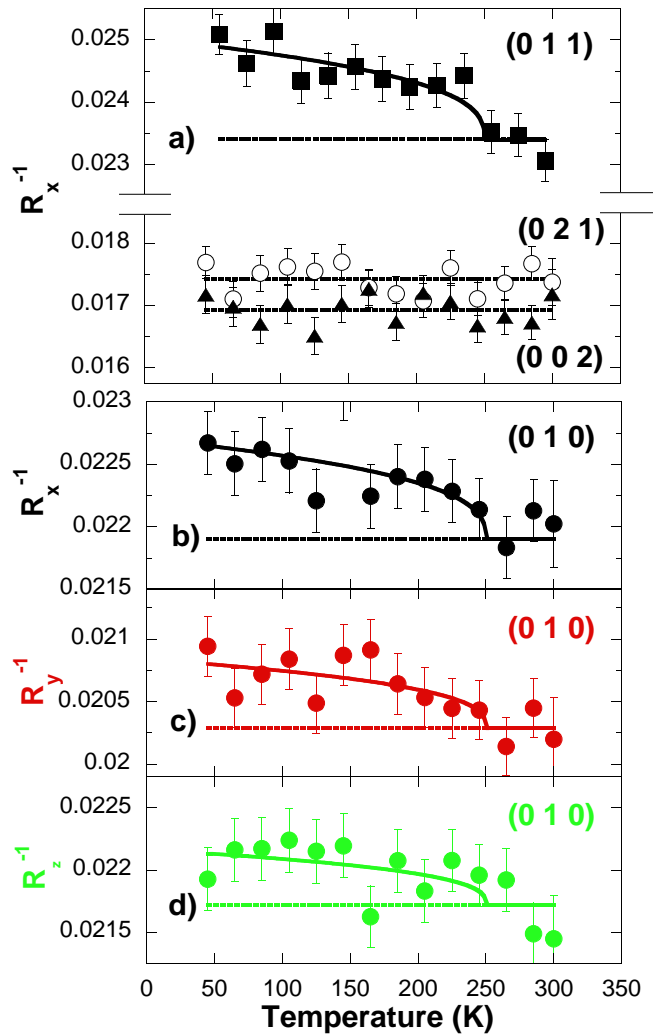 0.025
(0 1 1)
0.024
a)
0.023
R_x^-1
0.018
(0 2 1)
0.017
(0 0 2)
0.016
0.023
(0 1 0)
0.0225
R_x^-1
0.022
b)
0.0215
0.021
(0 1 0)
R_y^-1
0.0205
c)
0.02
0.0225
(0 1 0)
R_z^-1
0.022
0.0215
d)
0 50 100 150 200 250 300 350
Temperature (K)